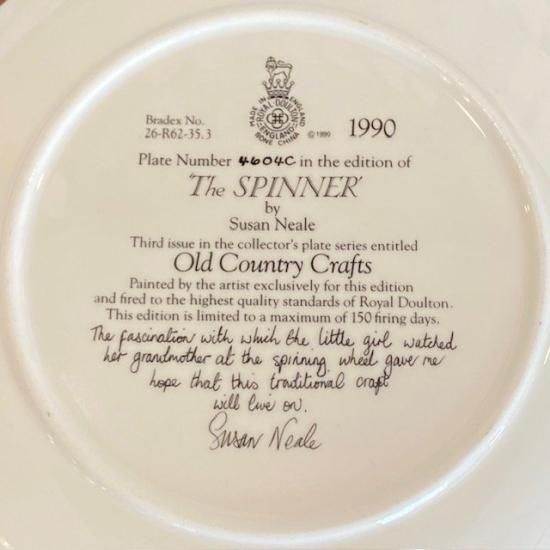 MADE IN ENGLAND
ROYAL DOULTON
ENGLAND
BONE CHINA
Bradex No.
26-R62-35.3
©1990
1990
Plate Number 4604C in the edition of
'The SPINNER'
by
Susan Neale
Third issue in the collector's plate series entitled
Old Country Crafts
Painted by the artist exclusively for this edition
and fired to the highest quality standards of Royal Doulton.
This edition is limited to a maximum of 150 firing days.
The fascination with which the little girl watched
her grandmother at the spinning wheel gave me
hope that this traditional craft
will live on.
Susan Neale